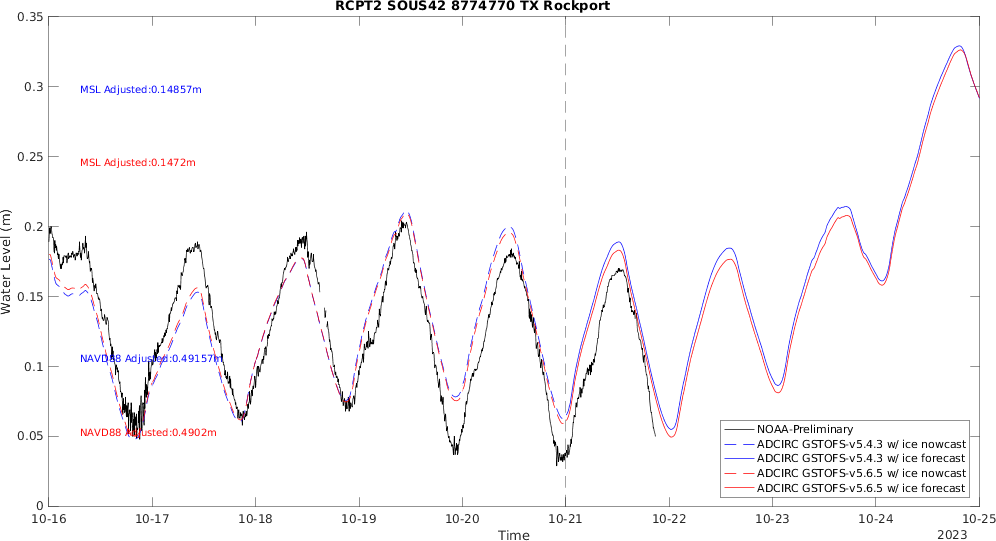 RCPT2 SOUS42 8774770 TX Rockport
0.35
0.3
0.25
0.2
0.15
0.1
0.05
0
Water Level (m)
MSL Adjusted:0.14857m
MSL Adjusted:0.1472m
NAVD88 Adjusted:0.49157m
NAVD88 Adjusted:0.4902m
NOAA-Preliminary
ADCIRC GSTOFS-v5.4.3 w/ ice nowcast
ADCIRC GSTOFS-v5.4.3 w/ ice forecast
ADCIRC GSTOFS-v5.6.5 w/ ice nowcast
ADCIRC GSTOFS-v5.6.5 w/ ice forecast
10-16 10-17 10-18 10-19 10-20 10-21 10-22 10-23 10-24 10-25
Time
2023